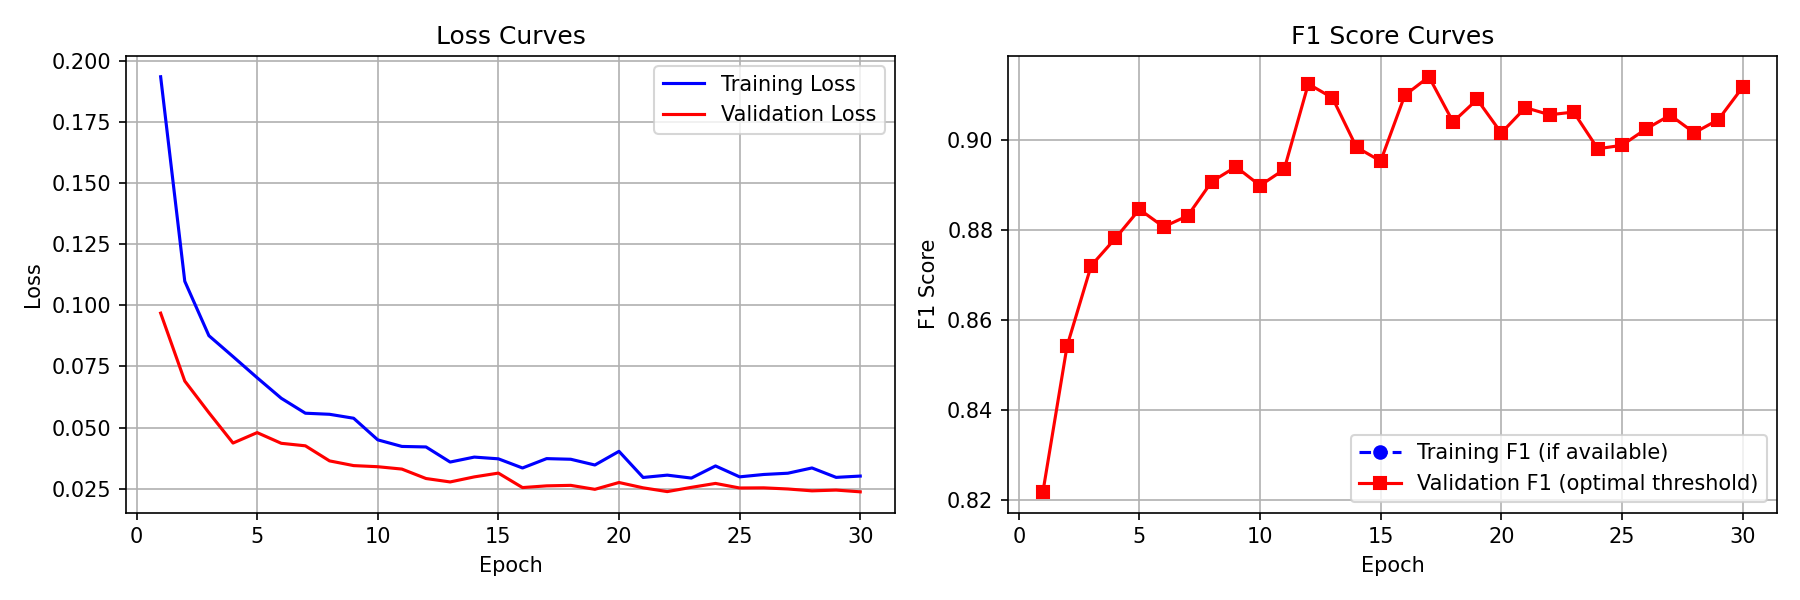 Loss Curves
0.200
0.175
0.150
0.125
0.100
0.075
0.050
0.025
Loss
0 5 10 15 20 25 30
Epoch
Training Loss
Validation Loss
F1 Score Curves
0.90
0.88
0.86
0.84
0.82
F1 Score
0 5 10 15 20 25 30
Epoch
Training F1 (if available)
Validation F1 (optimal threshold)